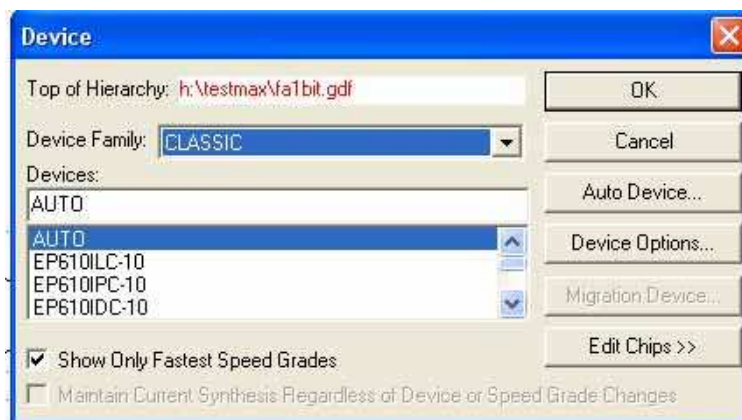 Device
Top of Hierarchy: h:\testmax\fa1bit.gdf
OK
Device Family: CLASSIC
Cancel
Devices:
AUTO
Auto Device...
AUTO
EP610ILC-10
EP610IPC-10
EP610IDC-10
Device Options...
Migration Device...
Edit Chips >>
Show Only Fastest Speed Grades
Maintain Current Synthesis Regardless of Device or Speed Grade Changes